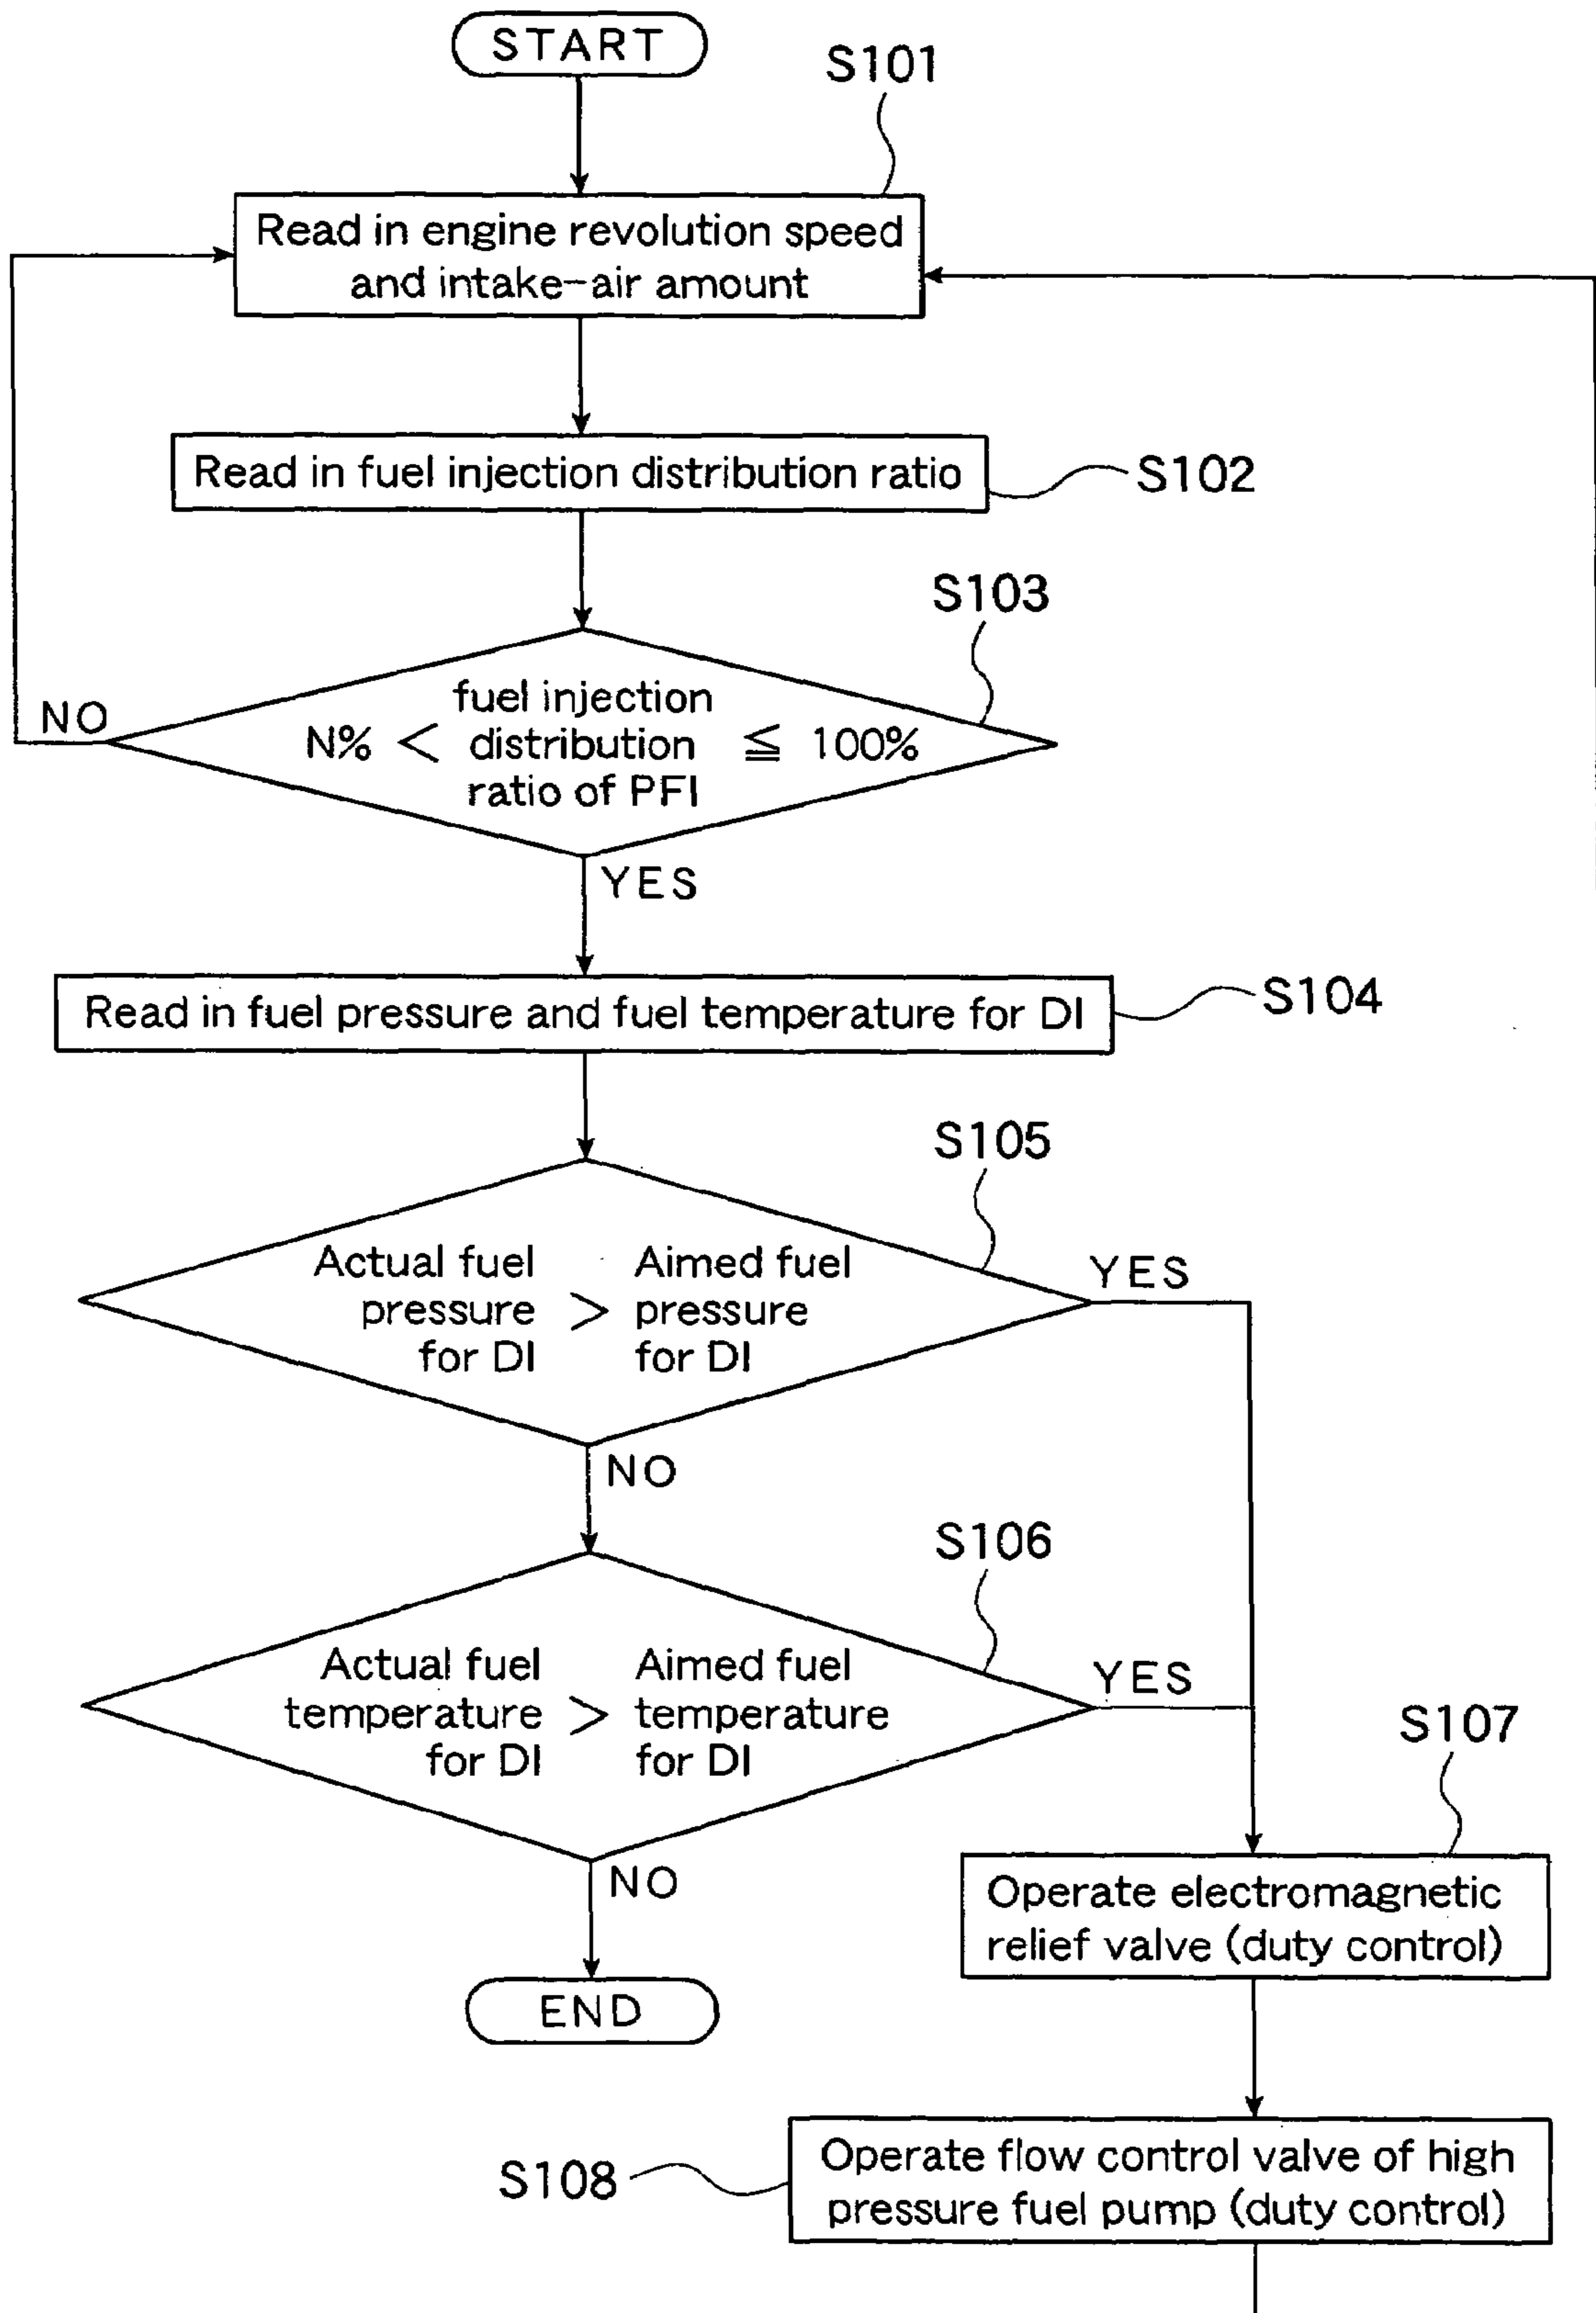 START
S101
Read in engine revolution speed
and intake-air amount
Read in fuel injection distribution ratio
S102
S103
fuel injection
N% < distribution ≦ 100%
ratio of PFI
NO
YES
Read in fuel pressure and fuel temperature for DI
S104
S105
Actual fuel Aimed fuel
pressure > pressure
for DI for DI
YES
NO
S106
Actual fuel Aimed fuel
temperature > temperature
for DI for DI
YES
NO
S107
Operate electromagnetic
relief valve (duty control)
END
S108
Operate flow control valve of high
pressure fuel pump (duty control)